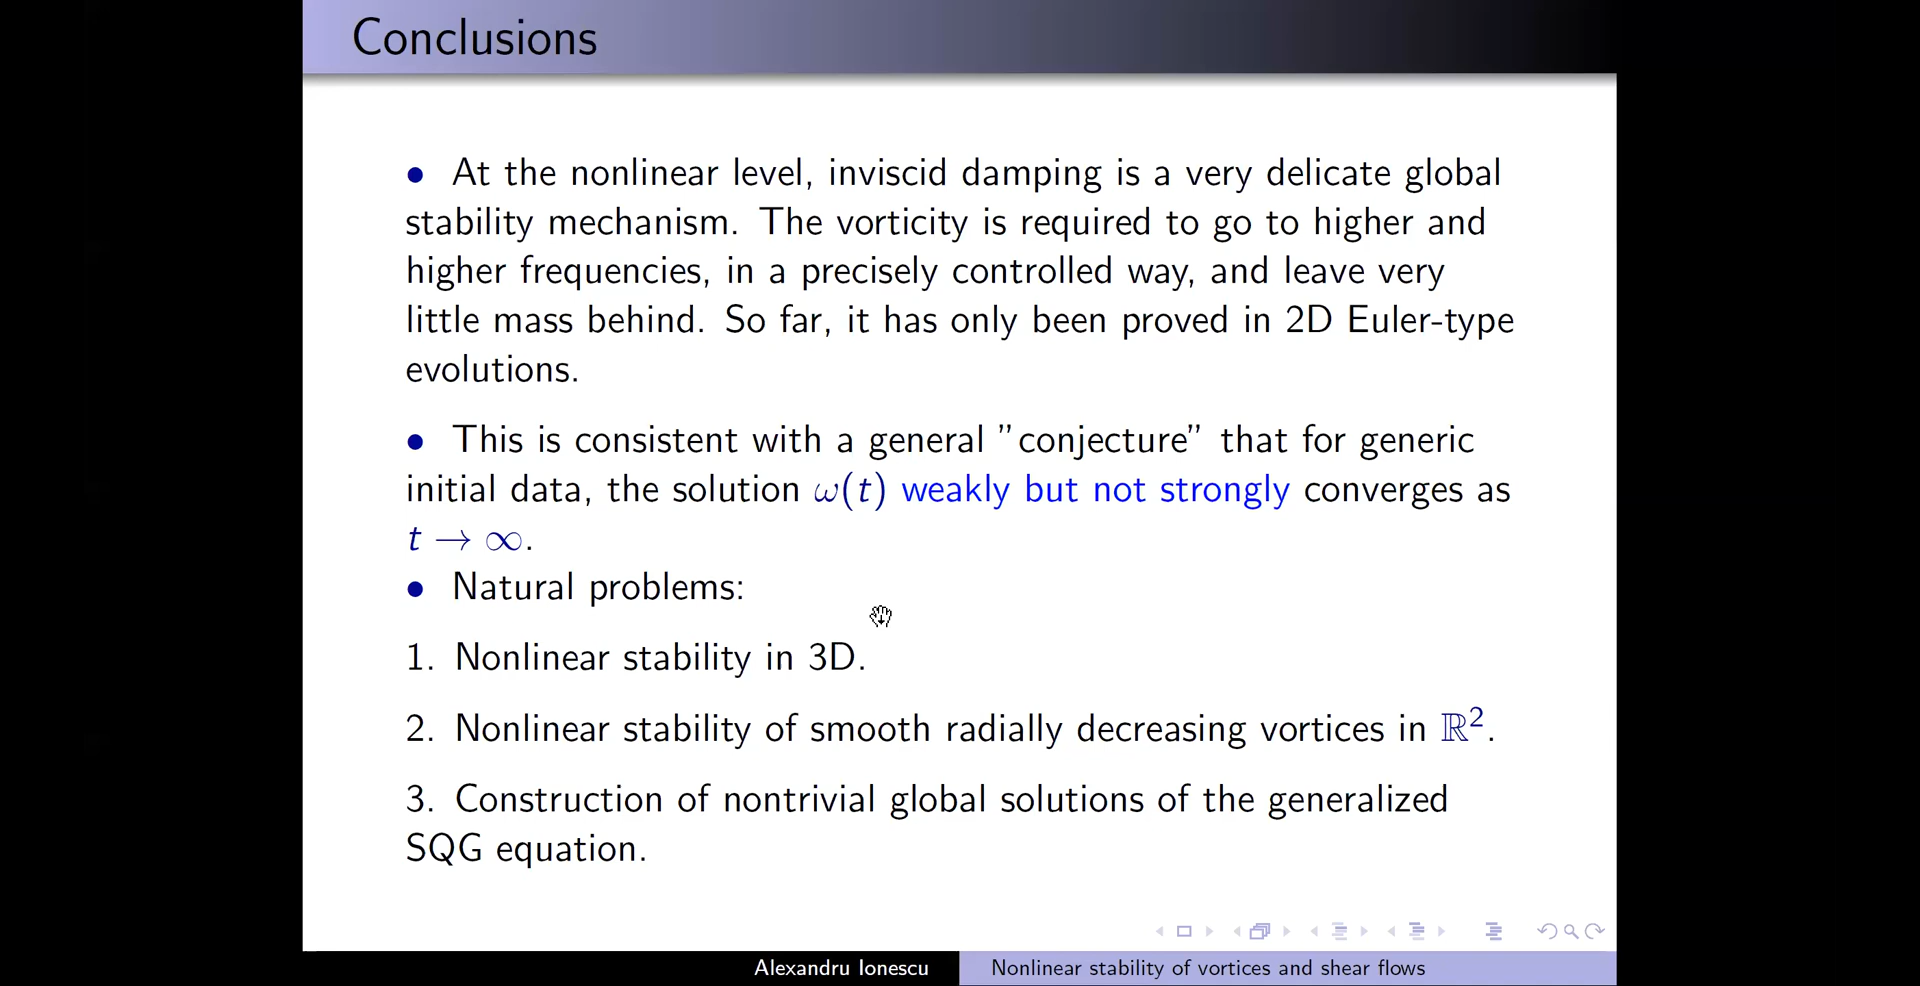 Conclusions
• At the nonlinear level, inviscid damping is a very delicate global
stability mechanism. The vorticity is required to go to higher and
higher frequencies, in a precisely controlled way, and leave very
little mass behind. So far, it has only been proved in 2D Euler-type
evolutions.
• This is consistent with a general ”conjecture” that for generic
initial data, the solution ω(t) weakly but not strongly converges as
t → ∞.
• Natural problems:
1. Nonlinear stability in 3D.
2. Nonlinear stability of smooth radially decreasing vortices in ℝ².
3. Construction of nontrivial global solutions of the generalized
SQG equation.
Alexandru Ionescu
Nonlinear stability of vortices and shear flows